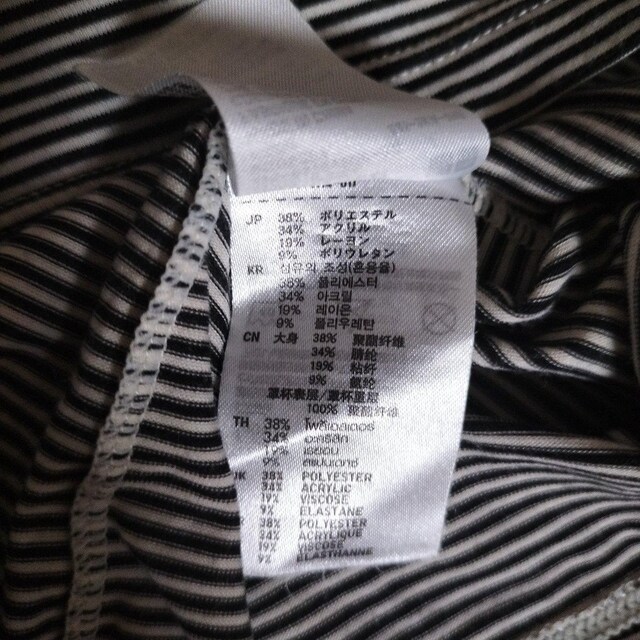 JP 38% ポリエステル
34% アクリル
19% レーヨン
9% ポリウレタン
KR 섬유의 조성(혼용율)
38% 폴리에스터
34% 아크릴
19% 레이온
9% 폴리우레탄
CN 大身 38% 聚酯纤维
34% 腈纶
19% 粘纤
9% 氨纶
罩杯表层/罩杯里层
100% 聚酯纤维
TH 38% โพลีเอสเตอร์
34% อะคริลิก
19% เรยอน
9% สแปนเดกซ์
38% POLYESTER
ACRYLIC
19% VISCOSE
ELASTANE
38% POLYESTER
34% ACRYLIQUE
VISCOSE